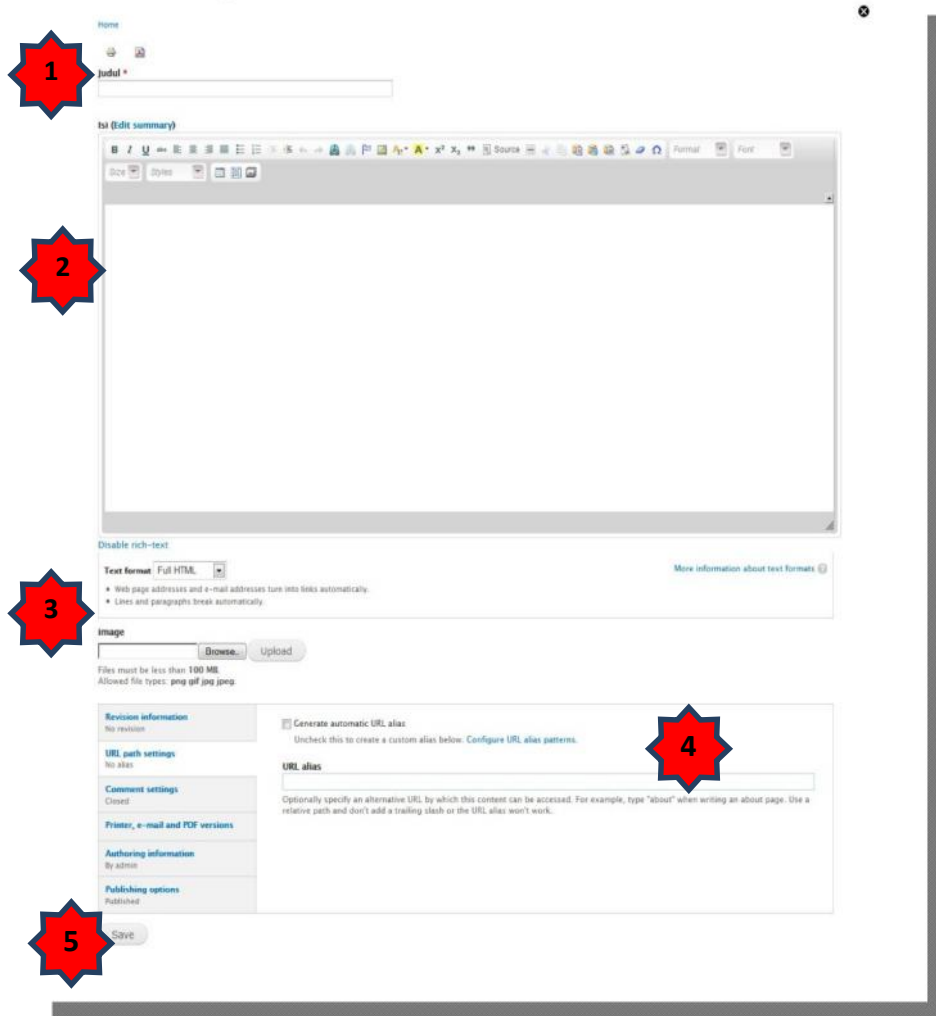 Home
1
Judul *
Isi (Edit summary)
B I U abc Source Format Font
Size Styles
2
Disable rich-text
Text format Full HTML
More information about text formats
Web page addresses and e-mail addresses turn into links automatically.
Lines and paragraphs break automatically.
3
image
Browse.. Upload
Files must be less than 100 MB.
Allowed file types: png gif jpg jpeg.
Revision information
No revision
URL path settings
No alias
Comment settings
Closed
Printer, e-mail and PDF versions
Authoring information
By admin
Publishing options
Published
Generate automatic URL alias
Uncheck this to create a custom alias below. Configure URL alias patterns.
4
URL alias
Optionally specify an alternative URL by which this content can be accessed. For example, type "about" when writing an about page. Use a
relative path and don't add a trailing slash or the URL alias won't work.
5
Save